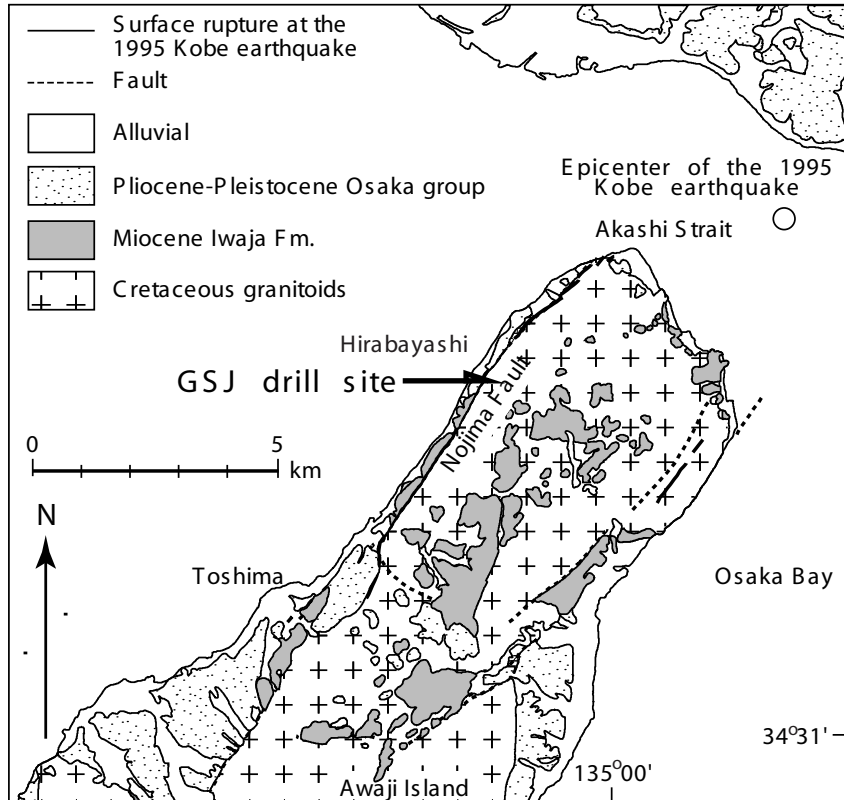 Surface rupture at the
1995 Kobe earthquake
Fault
Alluvial
Pliocene-Pleistocene Osaka group
Miocene Iwaja Fm.
Cretaceous granitoids
Epicenter of the 1995
Kobe earthquake
Akashi Strait
Hirabayashi
GSJ drill site
Nojima Fault
0 5
km
N
Toshima
Osaka Bay
34°31'
135°00'
Awaji Island